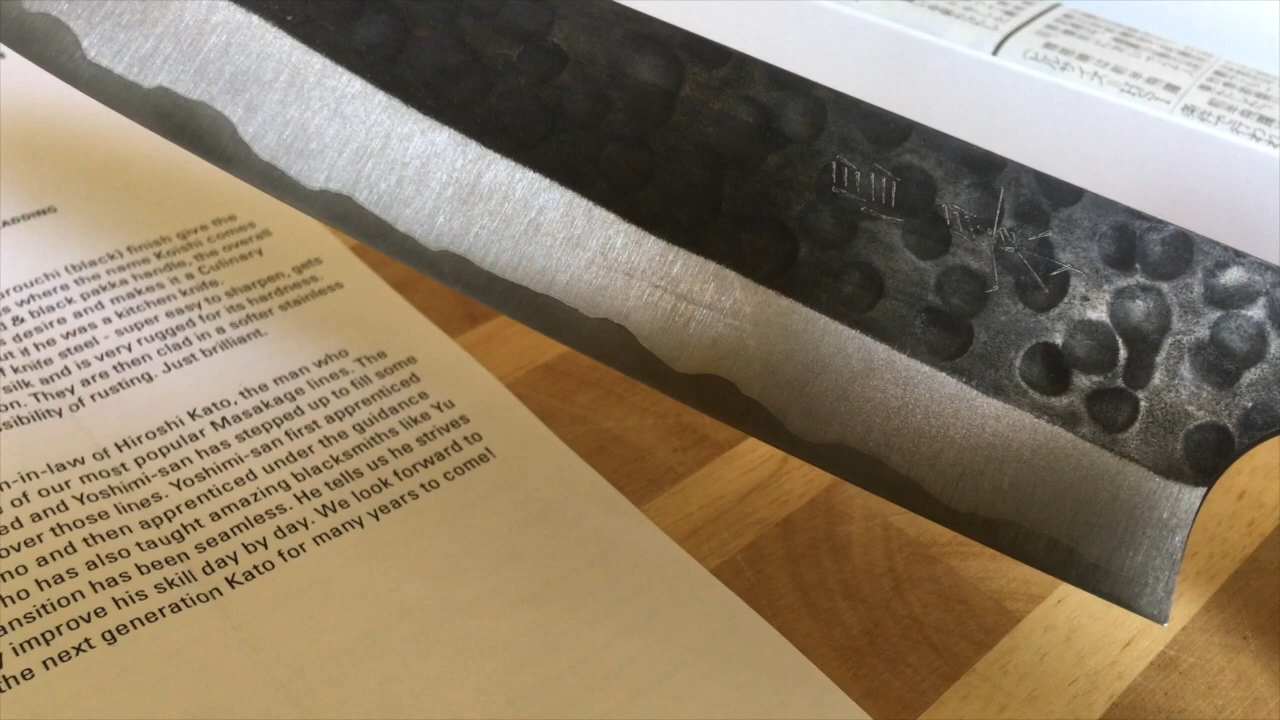 ADDING
rouchi (black) finish give the
s where the name Koishi comes
d & black pakka handle, the overall
desire and makes it a Culinary
ut if he was a kitchen knife.
f knife steel - super easy to sharpen, gets
silk and is very rugged for its hardness.
on. They are then clad in a softer stainless
ssibility of rusting. Just brilliant.
n-in-law of Hiroshi Kato, the man who
of our most popular Masakage lines. The
ed and Yoshimi-san has stepped up to fill some
over those lines. Yoshimi-san first apprenticed
no and then apprenticed under the guidance
ho has also taught amazing blacksmiths like Yu
ansition has been seamless. He tells us he strives
y improve his skill day by day. We look forward to
the next generation Kato for many years to come!